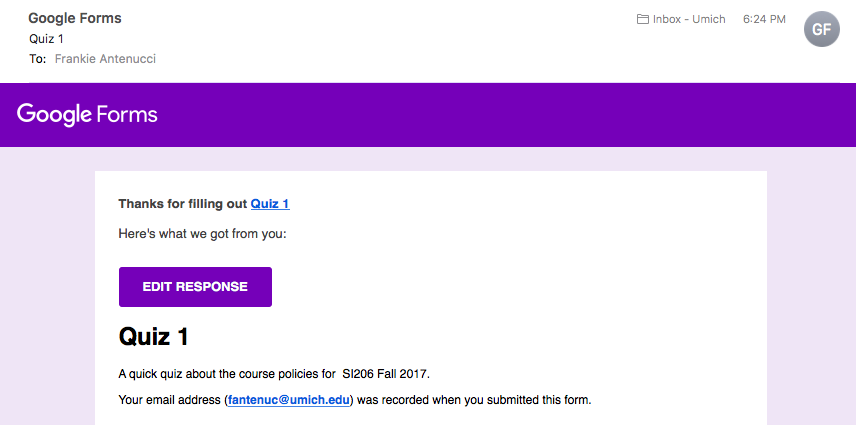 Google Forms
Inbox - Umich 6:24 PM
GF
Quiz 1
To: Frankie Antenucci
Google Forms
Thanks for filling out Quiz 1
Here's what we got from you:
EDIT RESPONSE
Quiz 1
A quick quiz about the course policies for SI206 Fall 2017.
Your email address (fantenuc@umich.edu) was recorded when you submitted this form.